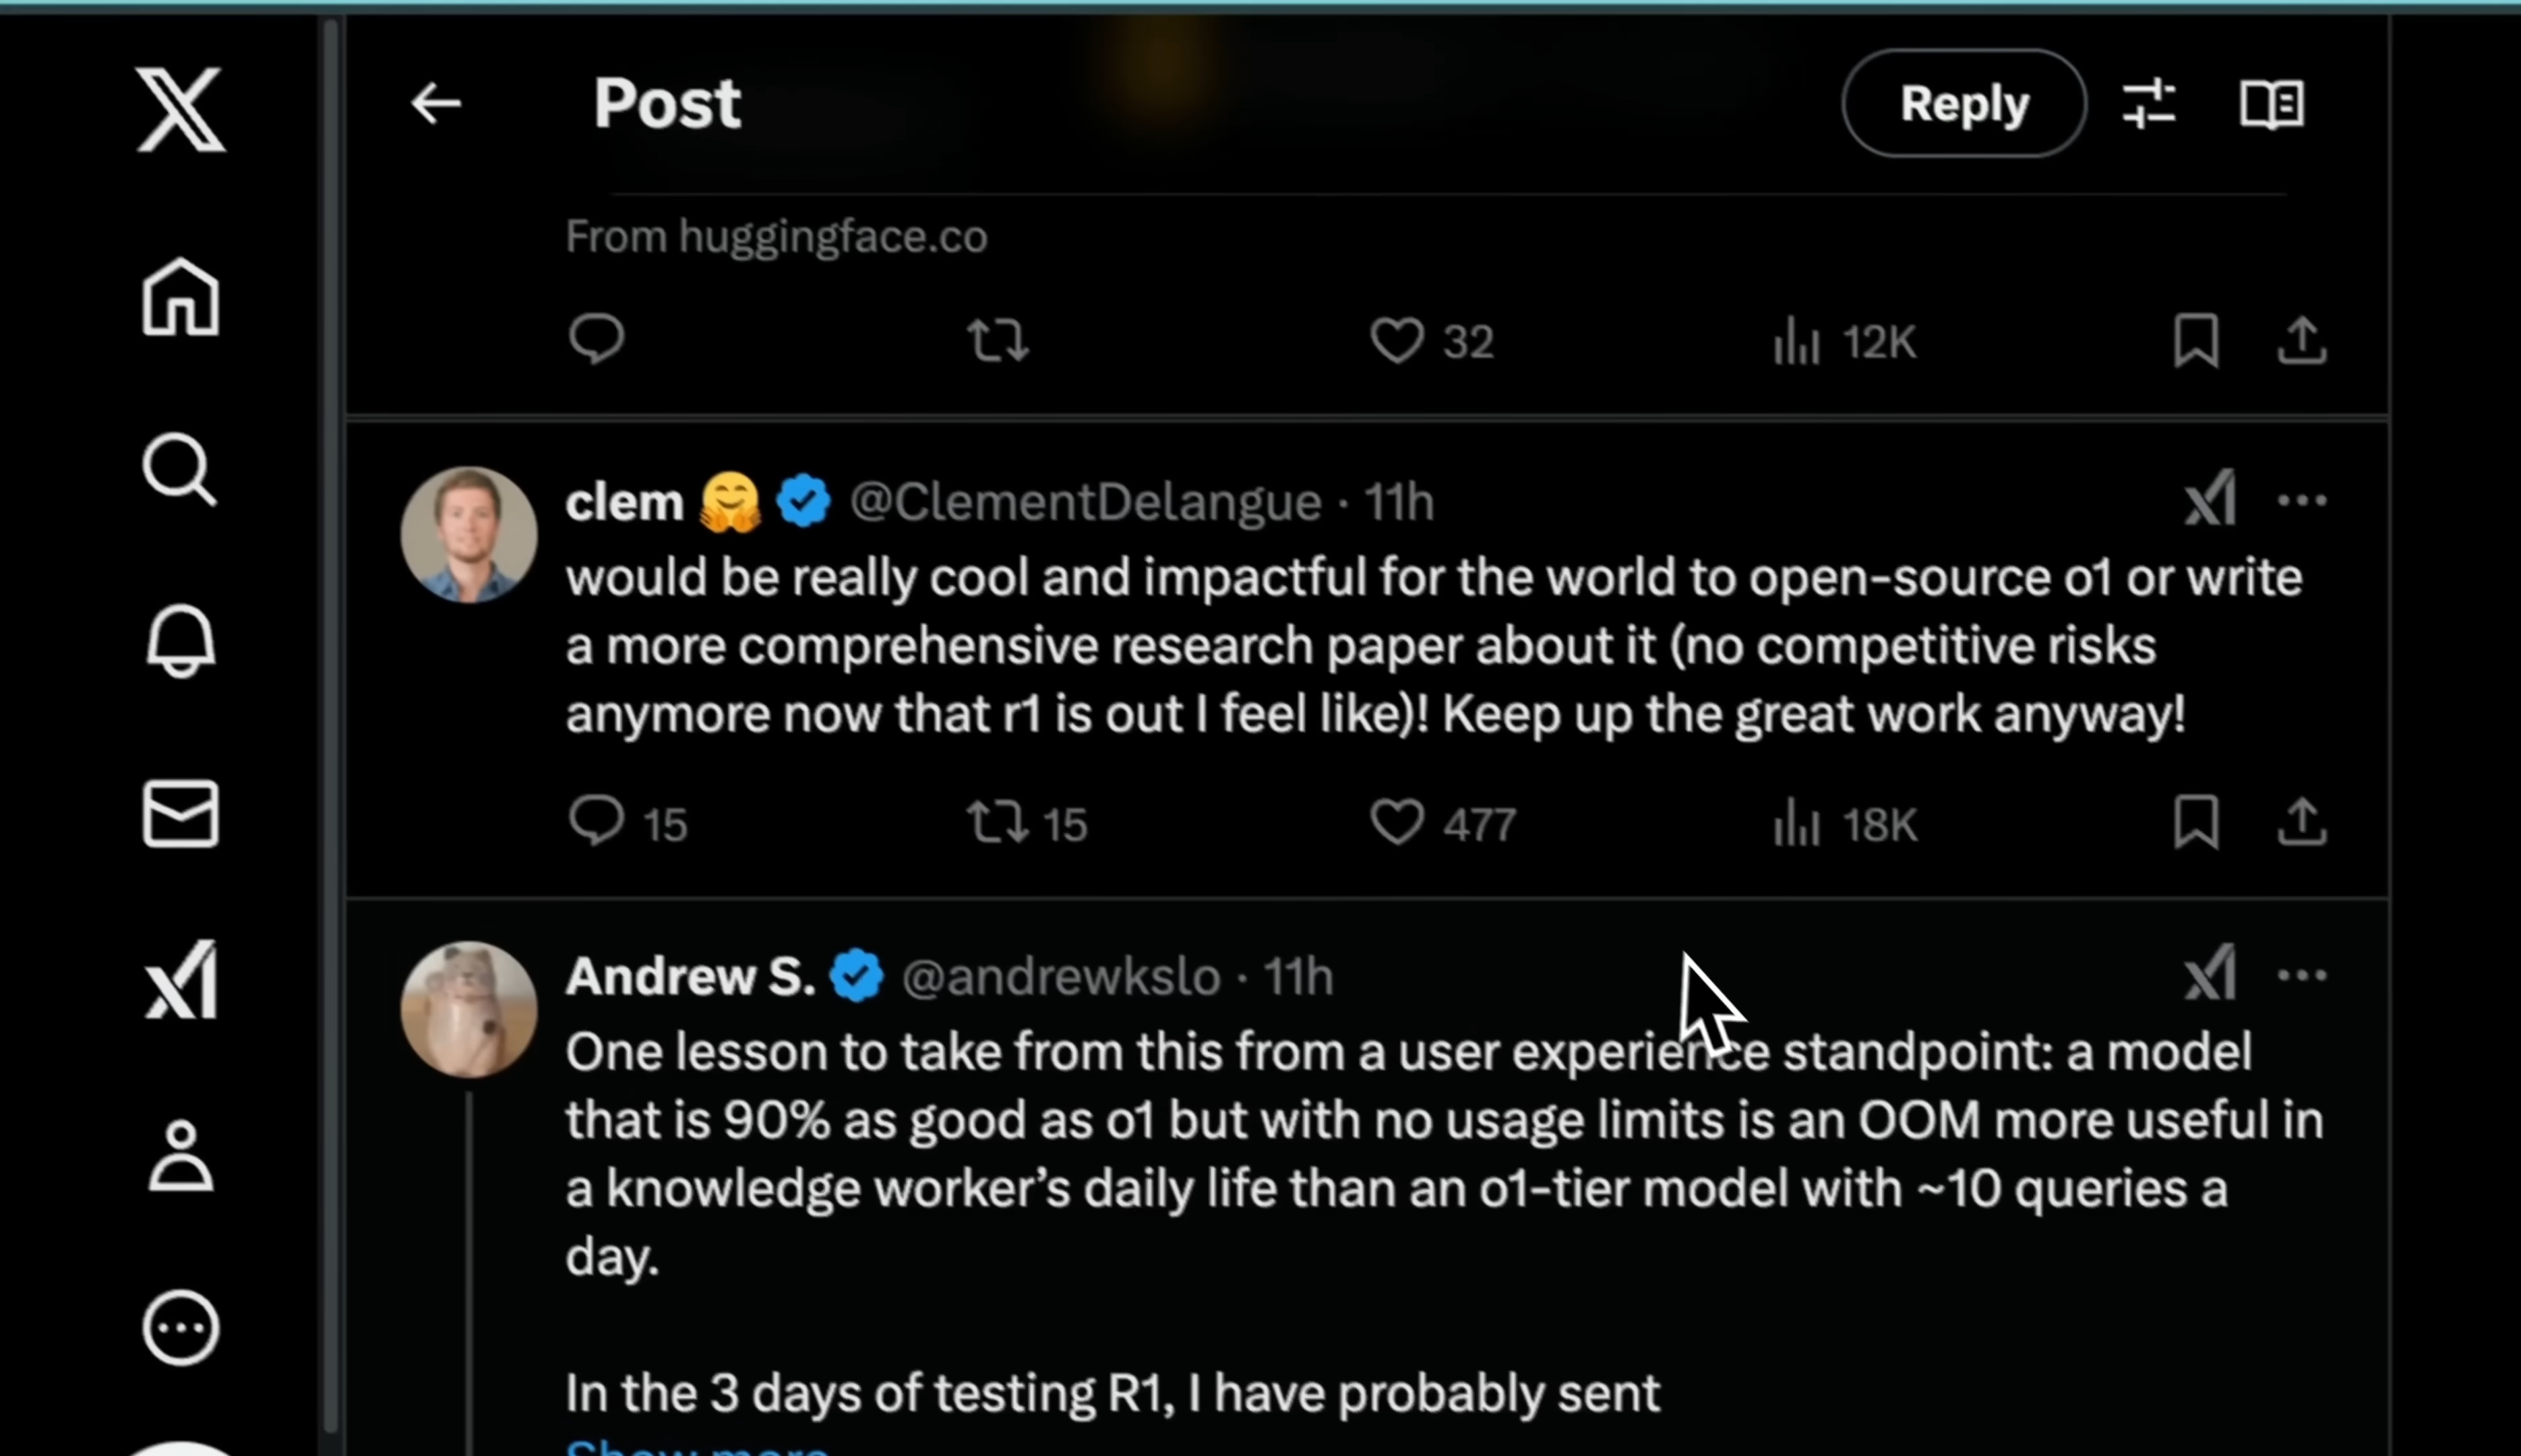 Post
Reply
From huggingface.co
32
12K
clem 🤗 @ClementDelangue · 11h
would be really cool and impactful for the world to open-source o1 or write
a more comprehensive research paper about it (no competitive risks
anymore now that r1 is out I feel like)! Keep up the great work anyway!
15
15
477
18K
Andrew S. @andrewkslo · 11h
One lesson to take from this from a user experience standpoint: a model
that is 90% as good as o1 but with no usage limits is an OOM more useful in
a knowledge worker’s daily life than an o1-tier model with ~10 queries a
day.
In the 3 days of testing R1, I have probably sent
Show more